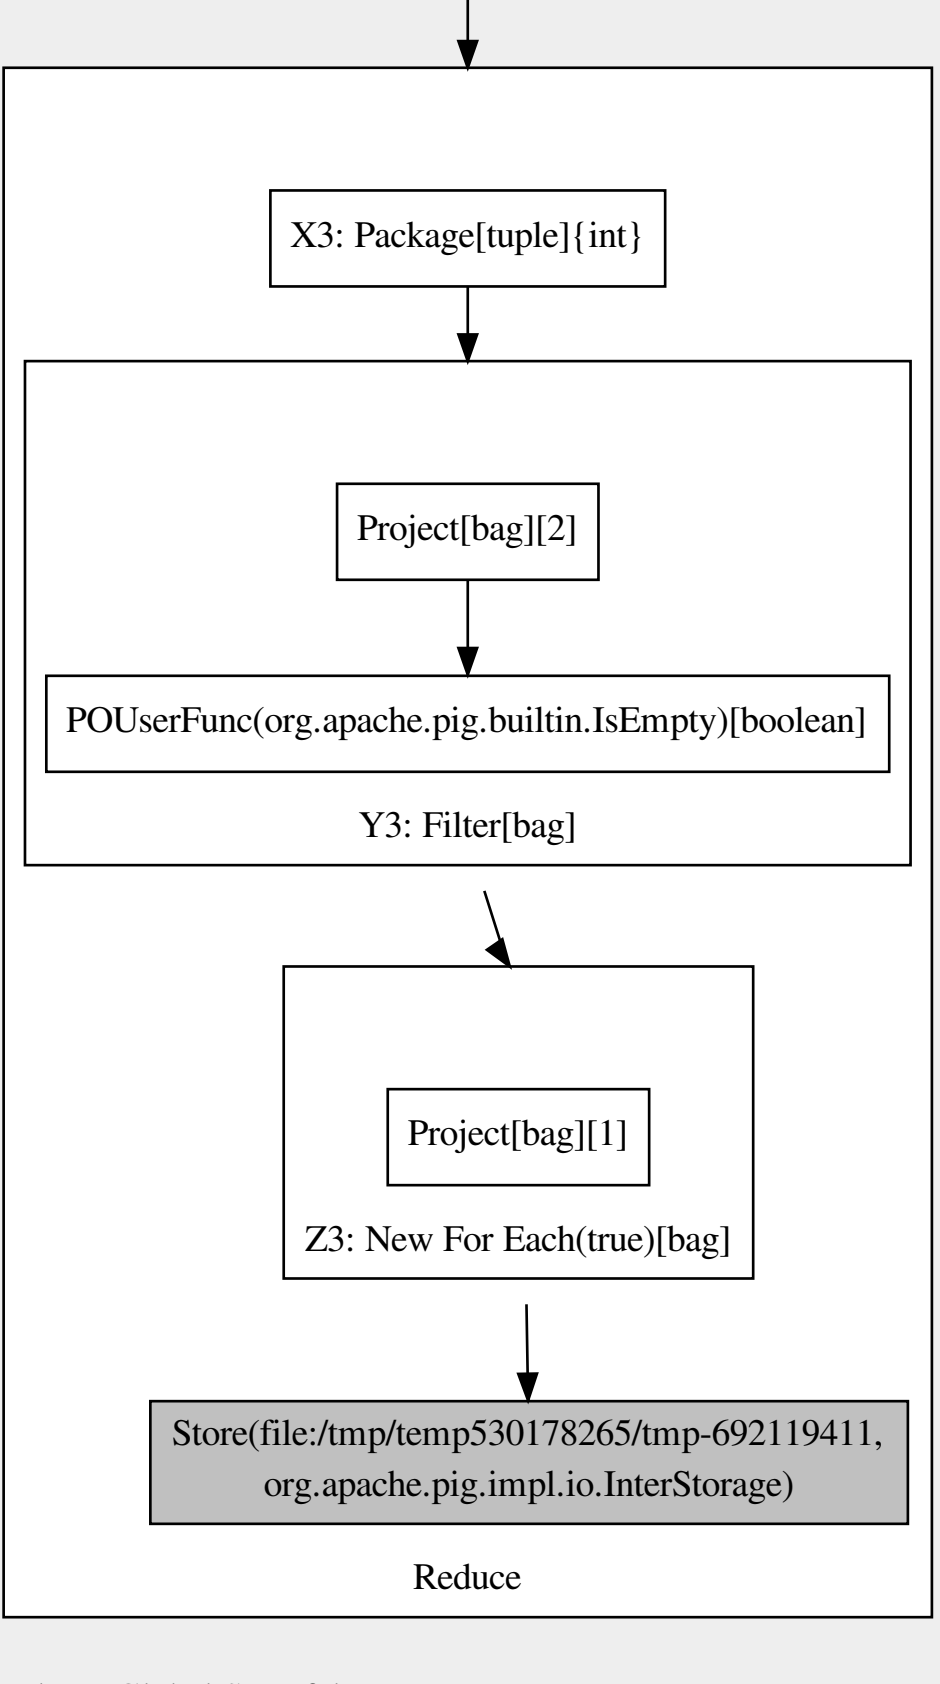 X3: Package[tuple]{int}
Project[bag][2]
POUserFunc(org.apache.pig.builtin.IsEmpty)[boolean]
Y3: Filter[bag]
Project[bag][1]
Z3: New For Each(true)[bag]
Store(file:/tmp/temp530178265/tmp-692119411,
org.apache.pig.impl.io.InterStorage)
Reduce